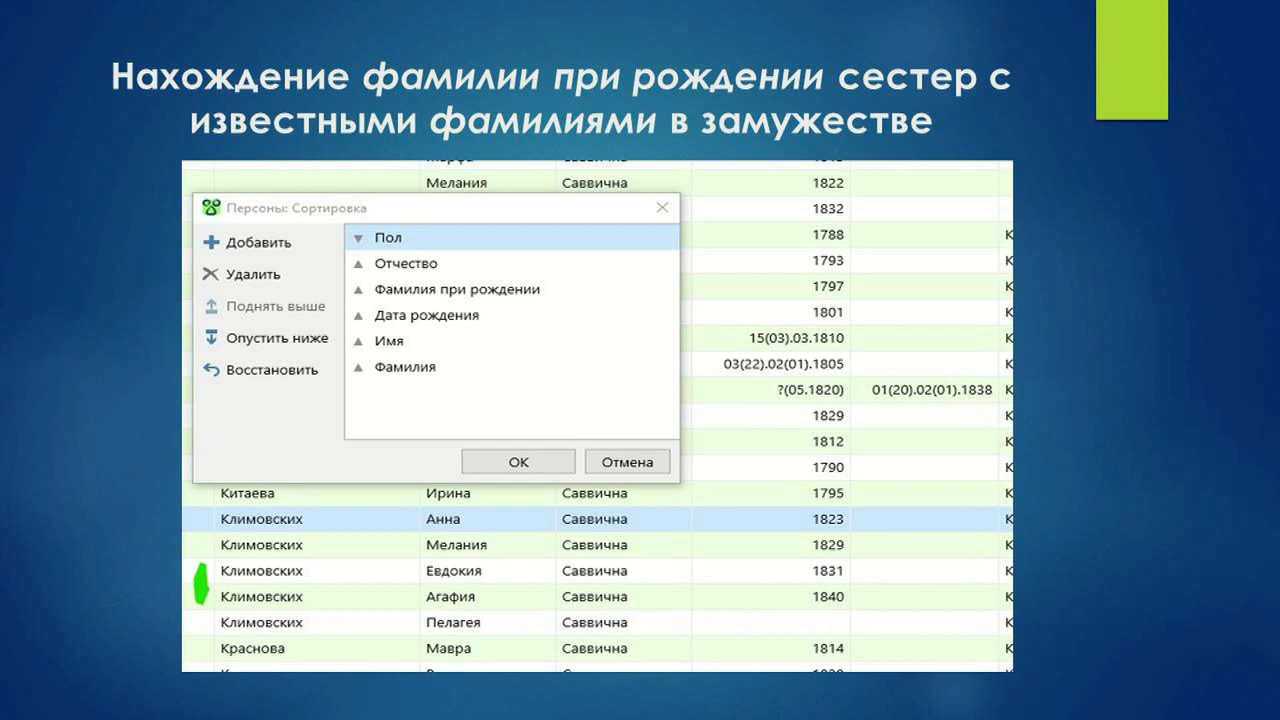 Нахождение фамилии при рождении сестер с
известными фамилиями в замужестве
Мелания Саввична 1822
Персоны: Сортировка
Добавить
Удалить
Поднять выше
Опустить ниже
Восстановить
Пол
Отчество
Фамилия при рождении
Дата рождения
Имя
Фамилия
ОК
Отмена
1832
1788 К
1793 К
1797 К
1801 К
15(03).03.1810 К
03(22).02(01).1805 К
?(05.1820) 01(20).02(01).1838 К
1829 К
1812 К
1790 К
Китаева Ирина Саввична 1795 К
Климовских Анна Саввична 1823 К
Климовских Мелания Саввична 1829 К
Климовских Евдокия Саввична 1831 К
Климовских Агафия Саввична 1840 К
Климовских Пелагея Саввична К
Краснова Мавра Саввична 1814 К